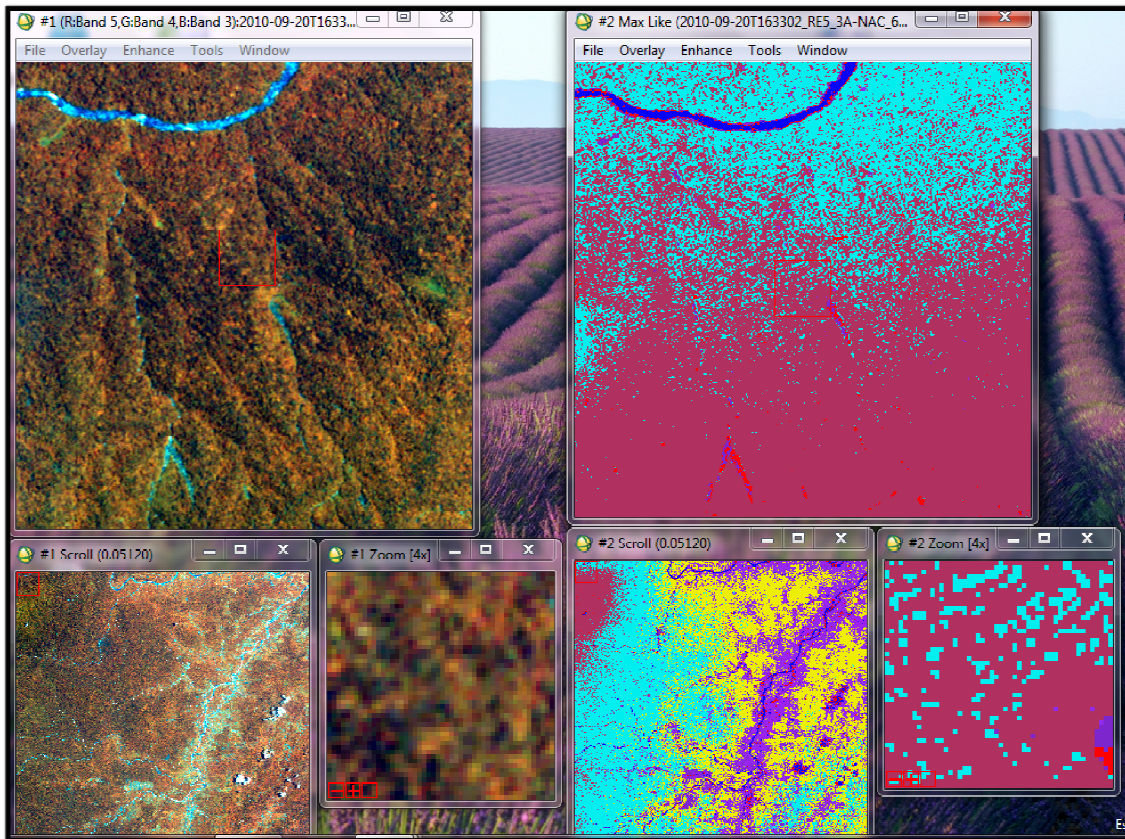 #1 (R:Band 5,G:Band 4,B:Band 3):2010-09-20T1633...
File Overlay Enhance Tools Window
#2 Max Like (2010-09-20T163302_RE5_3A-NAC_6...
File Overlay Enhance Tools Window
#1 Scroll (0.05120)
#1 Zoom [4x]
#2 Scroll (0.05120)
#2 Zoom [4x]
Es